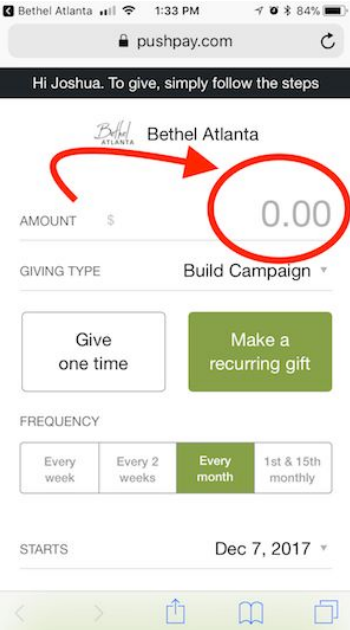 Bethel Atlanta 1:33 PM 84%
pushpay.com
Hi Joshua. To give, simply follow the steps
Bethel ATLANTA Bethel Atlanta
AMOUNT $ 0.00
GIVING TYPE Build Campaign
Give Make a
one time recurring gift
FREQUENCY
Every Every 2 Every 1st & 15th
week weeks month monthly
STARTS Dec 7, 2017